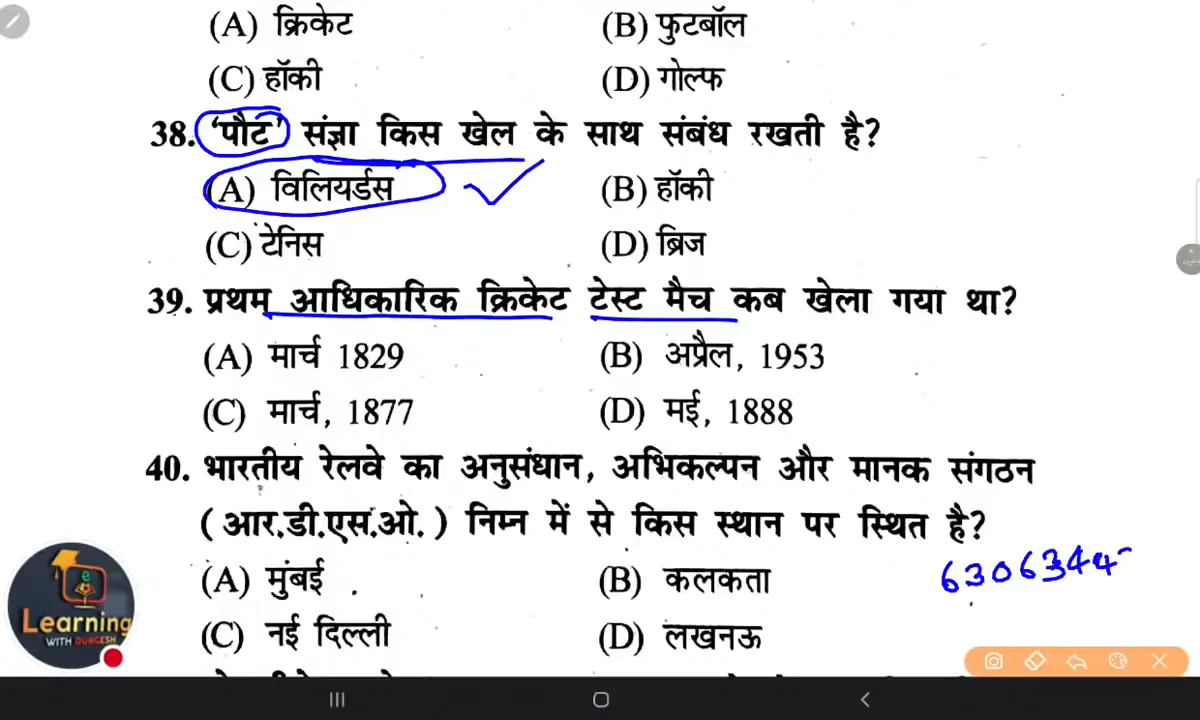 (A) क्रिकेट (B) फुटबॉल
(C) हॉकी (D) गोल्फ
38. 'पौट' संज्ञा किस खेल के साथ संबंध रखती है?
(A) विलियर्डस (B) हॉकी
(C) टेनिस (D) ब्रिज
39. प्रथम आधिकारिक क्रिकेट टेस्ट मैच कब खेला गया था?
(A) मार्च 1829 (B) अप्रैल, 1953
(C) मार्च, 1877 (D) मई, 1888
40. भारतीय रेलवे का अनुसंधान, अभिकल्पन और मानक संगठन
(आर.डी.एस.ओ.) निम्न में से किस स्थान पर स्थित है?
(A) मुंबई (B) कलकता
6306344
(C) नई दिल्ली (D) लखनऊ
e
Learning
WITH DURGESH